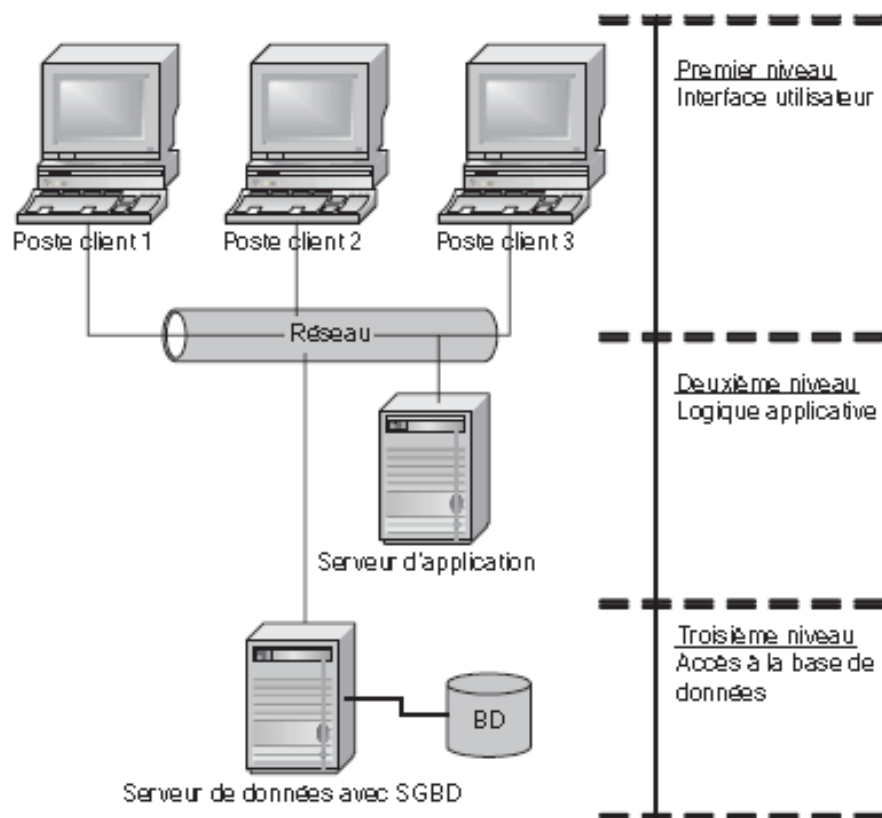 Premier niveau
Interface utilisateur
Poste client 1
Poste client 2
Poste client 3
Réseau
Deuxième niveau
Logique applicative
Serveur d'application
Troisième niveau
Accès à la base de
données
BD
Serveur de données avec SGBD